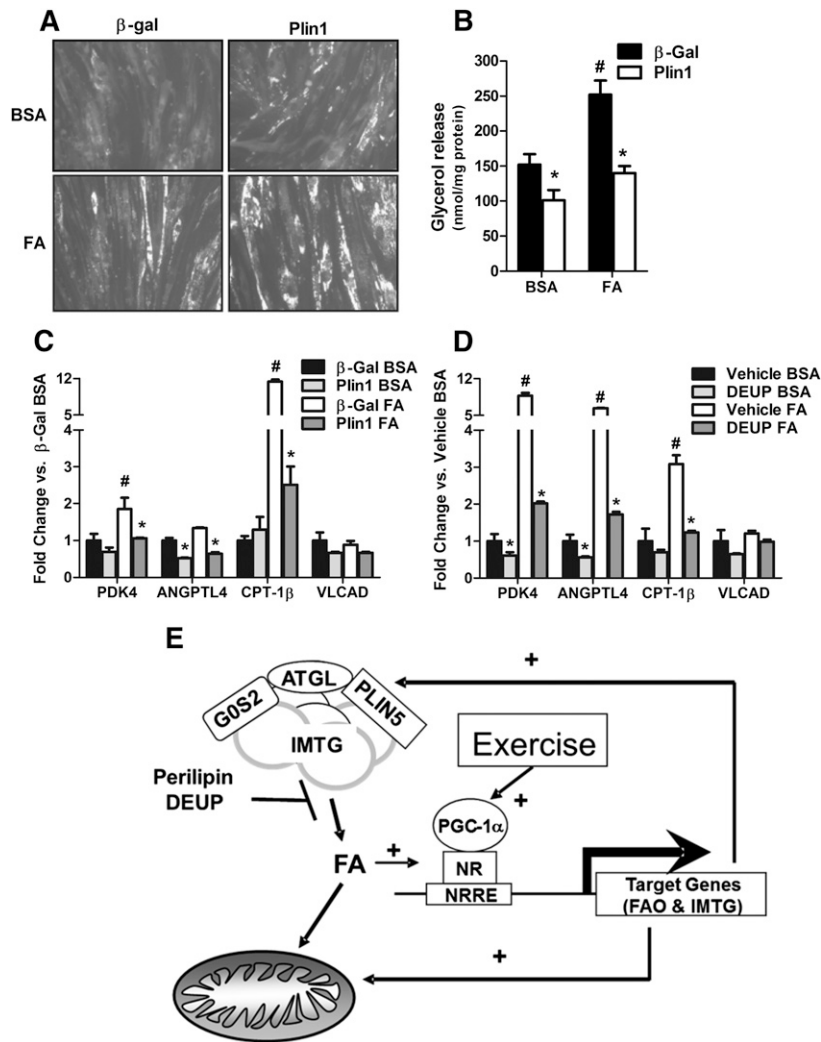 A
β-gal
Plin1
BSA
FA
B
β-Gal
Plin1
Glycerol release
(nmol/mg protein)
300
250
200
150
100
50
0
#
*
*
BSA
FA
C
β-Gal BSA
Plin1 BSA
β-Gal FA
Plin1 FA
Fold Change vs. β-Gal BSA
12
5
4
3
2
1
0
#
*
*
*
#
*
PDK4
ANGPTL4
CPT-1β
VLCAD
D
Vehicle BSA
DEUP BSA
Vehicle FA
DEUP FA
Fold Change vs. Vehicle BSA
12
5
4
3
2
1
0
*
#
*
*
#
*
#
*
PDK4
ANGPTL4
CPT-1β
VLCAD
E
ATGL
G0S2
PLIN5
IMTG
+
Exercise
Perilipin
DEUP
+
PGC-1α
FA
+
NR
NRRE
Target Genes
(FAO & IMTG)
+